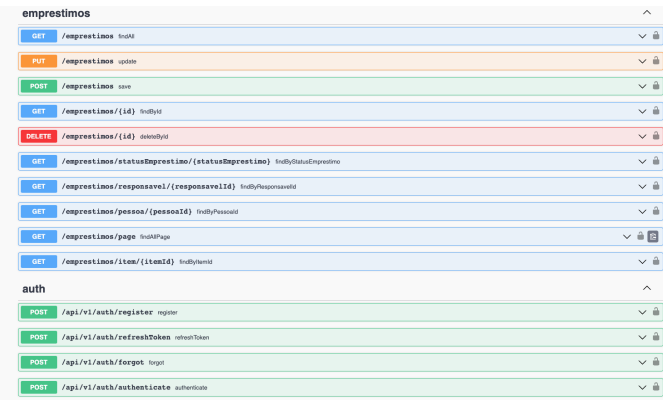 emprestimos
GET /emprestimos findAll
PUT /emprestimos update
POST /emprestimos save
GET /emprestimos/{id} findById
DELETE /emprestimos/{id} deleteById
GET /emprestimos/statusEmprestimo/{statusEmprestimo} findByStatusEmprestimo
GET /emprestimos/responsavel/{responsavelId} findByResponsavelId
GET /emprestimos/pessoa/{pessoaId} findByPessoaId
GET /emprestimos/page findAllPage
GET /emprestimos/item/{itemId} findByItemId
auth
POST /api/v1/auth/register register
POST /api/v1/auth/refreshToken refreshToken
POST /api/v1/auth/forgot forgot
POST /api/v1/auth/authenticate authenticate